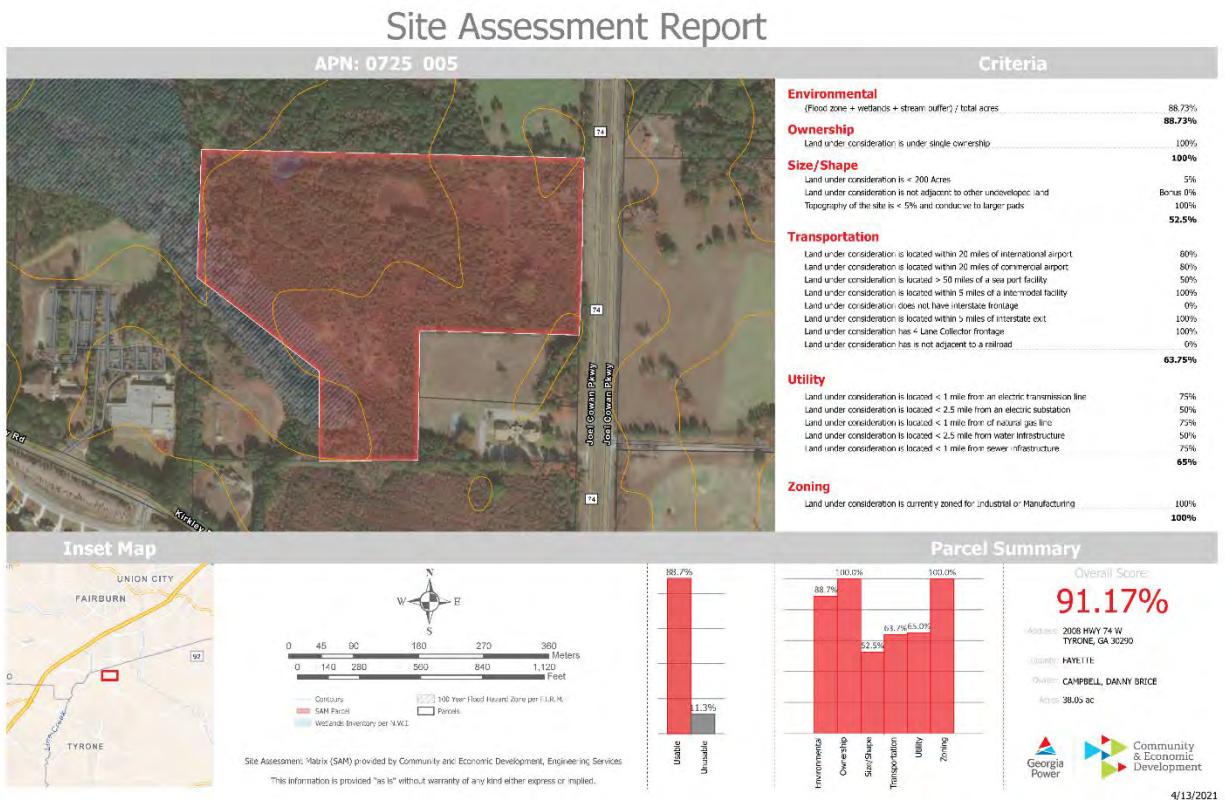 Site Assessment Report
APN: 0725 005
Criteria
74
74
74
Joel Cowan Pkwy
Joel Cowan Pkwy
y Rd
Kirkley
Environmental
(Flood zone + wetlands + stream buffer) / total acres 88.73%
88.73%
Ownership
Land under consideration is under single ownership 100%
100%
Size/Shape
Land under consideration is < 200 Acres 5%
Land under consideration is not adjacent to other undeveloped land Bonus 0%
Topography of the site is < 5% and conducive to larger pads 100%
52.5%
Transportation
Land under consideration is located within 20 miles of international airport 80%
Land under consideration is located within 20 miles of commercial airport 80%
Land under consideration is located > 50 miles of a sea port facility 50%
Land under consideration is located within 5 miles of a intermodal facility 100%
Land under consideration does not have interstate frontage 0%
Land under consideration is located within 5 miles of interstate exit 100%
Land under consideration has 4 Lane Collector frontage 100%
Land under consideration has is not adjacent to a railroad 0%
63.75%
Utility
Land under consideration is located < 1 mile from an electric transmission line 75%
Land under consideration is located < 2.5 mile from an electric substation 50%
Land under consideration is located < 1 mile from of natural gas line 75%
Land under consideration is located < 2.5 mile from water infrastructure 50%
Land under consideration is located < 1 mile from sewer infrastructure 75%
65%
Zoning
Land under consideration is currently zoned for Industrial or Manufacturing 100%
100%
Inset Map
Parcel Summary
UNION CITY
FAIRBURN
92
TYRONE
Line Creek
N
W E
S
0 45 90 180 270 360
Meters
0 140 280 560 840 1,120
Feet
Contours
SAM Parcel
Wetlands Inventory per N.W.I.
100 Year Flood Hazard Zone per F.I.R.M.
Parcels
Site Assessment Matrix (SAM) provided by Community and Economic Development, Engineering Services
This information is provided "as is" without warranty of any kind either express or implied.
88.7%
11.3%
Usable
Unusable
88.7%
100.0%
52.5%
63.7%
65.0%
100.0%
Environmental
Ownership
Size/Shape
Transportation
Utility
Zoning
Overall Score:
91.17%
Address: 2008 HWY 74 W
TYRONE, GA 30290
County: FAYETTE
Owner: CAMPBELL, DANNY BRICE
Acres: 38.05 ac
Georgia
Power
Community
& Economic
Development
4/13/2021